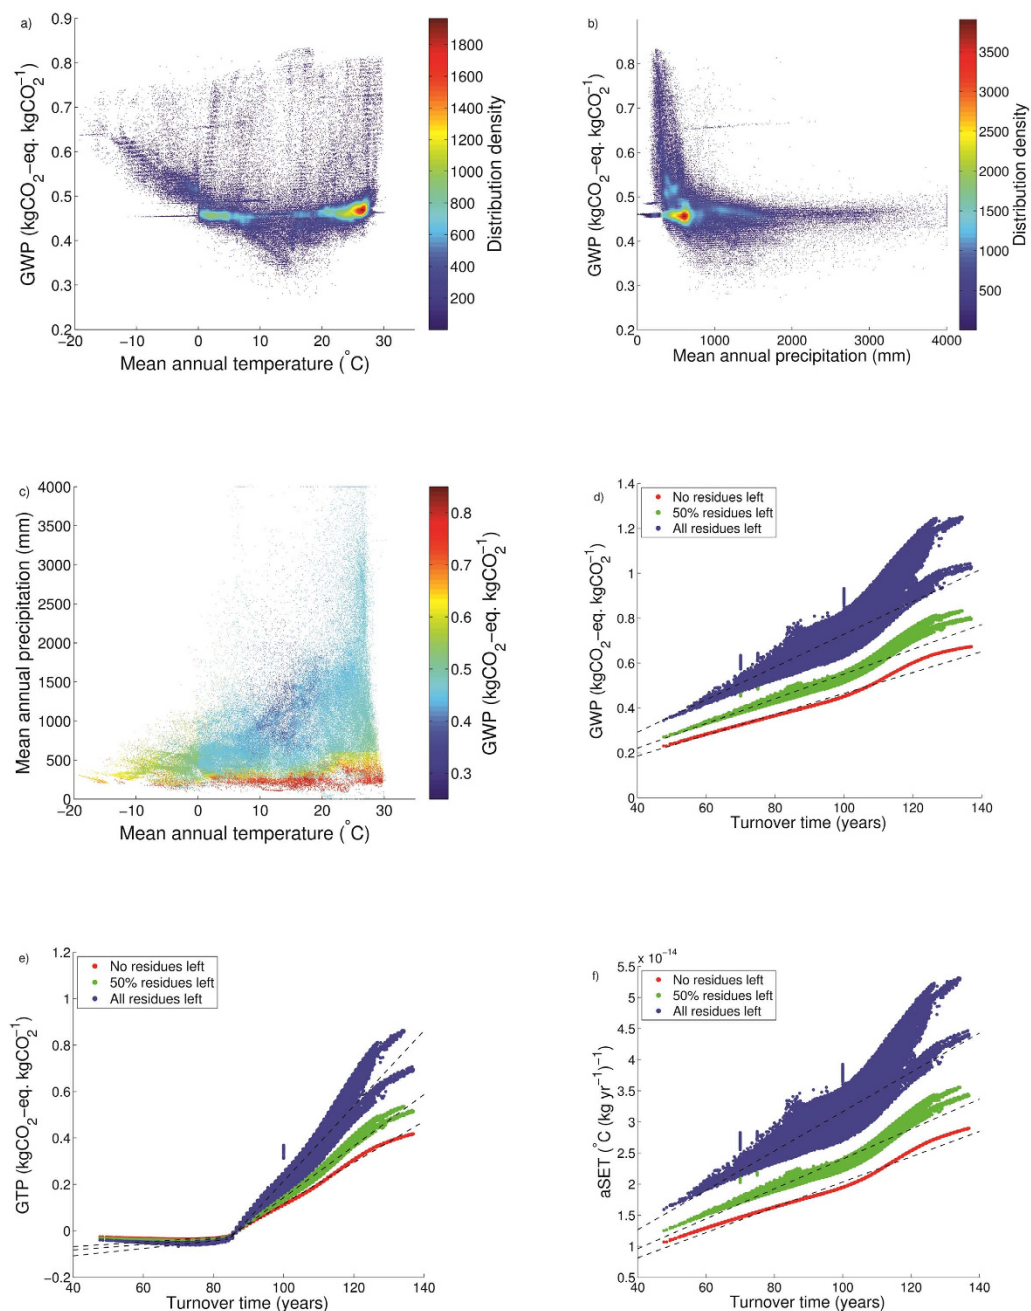 a)
0.9
0.8
0.7
0.6
0.5
0.4
0.3
0.2
GWP (kgCO2−eq. kgCO2−1)
−20 −10 0 10 20 30
Mean annual temperature (°C)
1800
1600
1400
1200
1000
800
600
400
200
Distribution density
b)
0.9
0.8
0.7
0.6
0.5
0.4
0.3
0.2
GWP (kgCO2−eq. kgCO2−1)
0 1000 2000 3000 4000
Mean annual precipitation (mm)
3500
3000
2500
2000
1500
1000
500
Distribution density
c)
4000
3500
3000
2500
2000
1500
1000
500
0
Mean annual precipitation (mm)
−20 −10 0 10 20 30
Mean annual temperature (°C)
0.8
0.7
0.6
0.5
0.4
0.3
GWP (kgCO2−eq. kgCO2−1)
d)
No residues left
50% residues left
All residues left
1.4
1.2
1
0.8
0.6
0.4
0.2
0
GWP (kgCO2−eq. kgCO2−1)
40 60 80 100 120 140
Turnover time (years)
e)
No residues left
50% residues left
All residues left
1.2
1
0.8
0.6
0.4
0.2
0
−0.2
GTP (kgCO2−eq. kgCO2−1)
40 60 80 100 120 140
Turnover time (years)
f)
x 10−14
No residues left
50% residues left
All residues left
5.5
5
4.5
4
3.5
3
2.5
2
1.5
1
0.5
aSET (°C (kg yr−1)−1)
40 60 80 100 120 140
Turnover time (years)